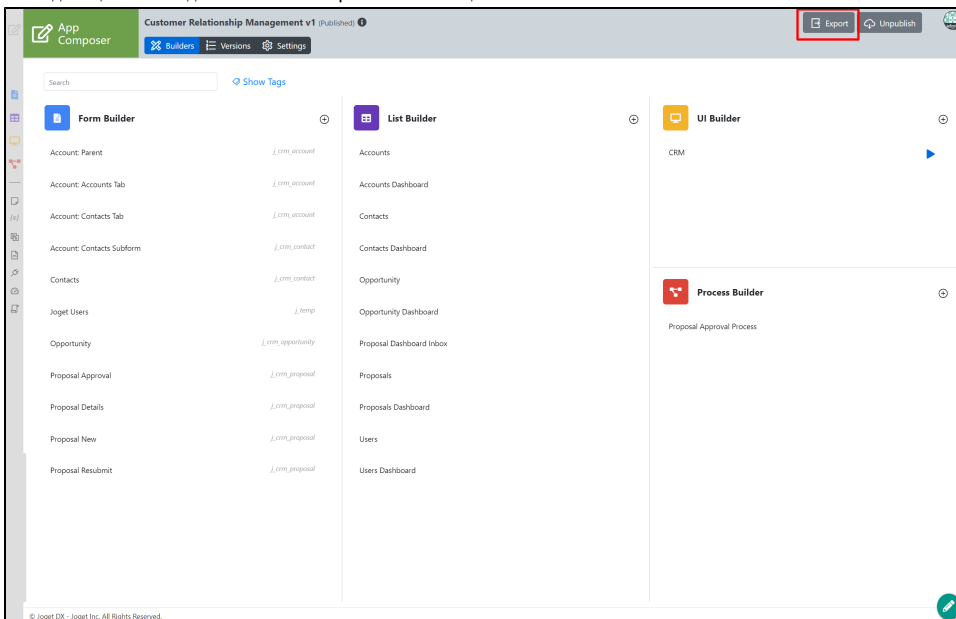 App Composer
Customer Relationship Management v1 (Published)
Builders Versions Settings
Export Unpublish
Search Show Tags
Form Builder
Account: Parent j_crm_account
Account: Accounts Tab j_crm_account
Account: Contacts Tab j_crm_account
Account: Contacts Subform j_crm_contact
Contacts j_crm_contact
Joget Users j_temp
Opportunity j_crm_opportunity
Proposal Approval j_crm_proposal
Proposal Details j_crm_proposal
Proposal New j_crm_proposal
Proposal Resubmit j_crm_proposal
List Builder
Accounts
Accounts Dashboard
Contacts
Contacts Dashboard
Opportunity
Opportunity Dashboard
Proposal Dashboard Inbox
Proposals
Proposals Dashboard
Users
Users Dashboard
UI Builder
CRM
Process Builder
Proposal Approval Process
© Joget DX - Joget Inc. All Rights Reserved.